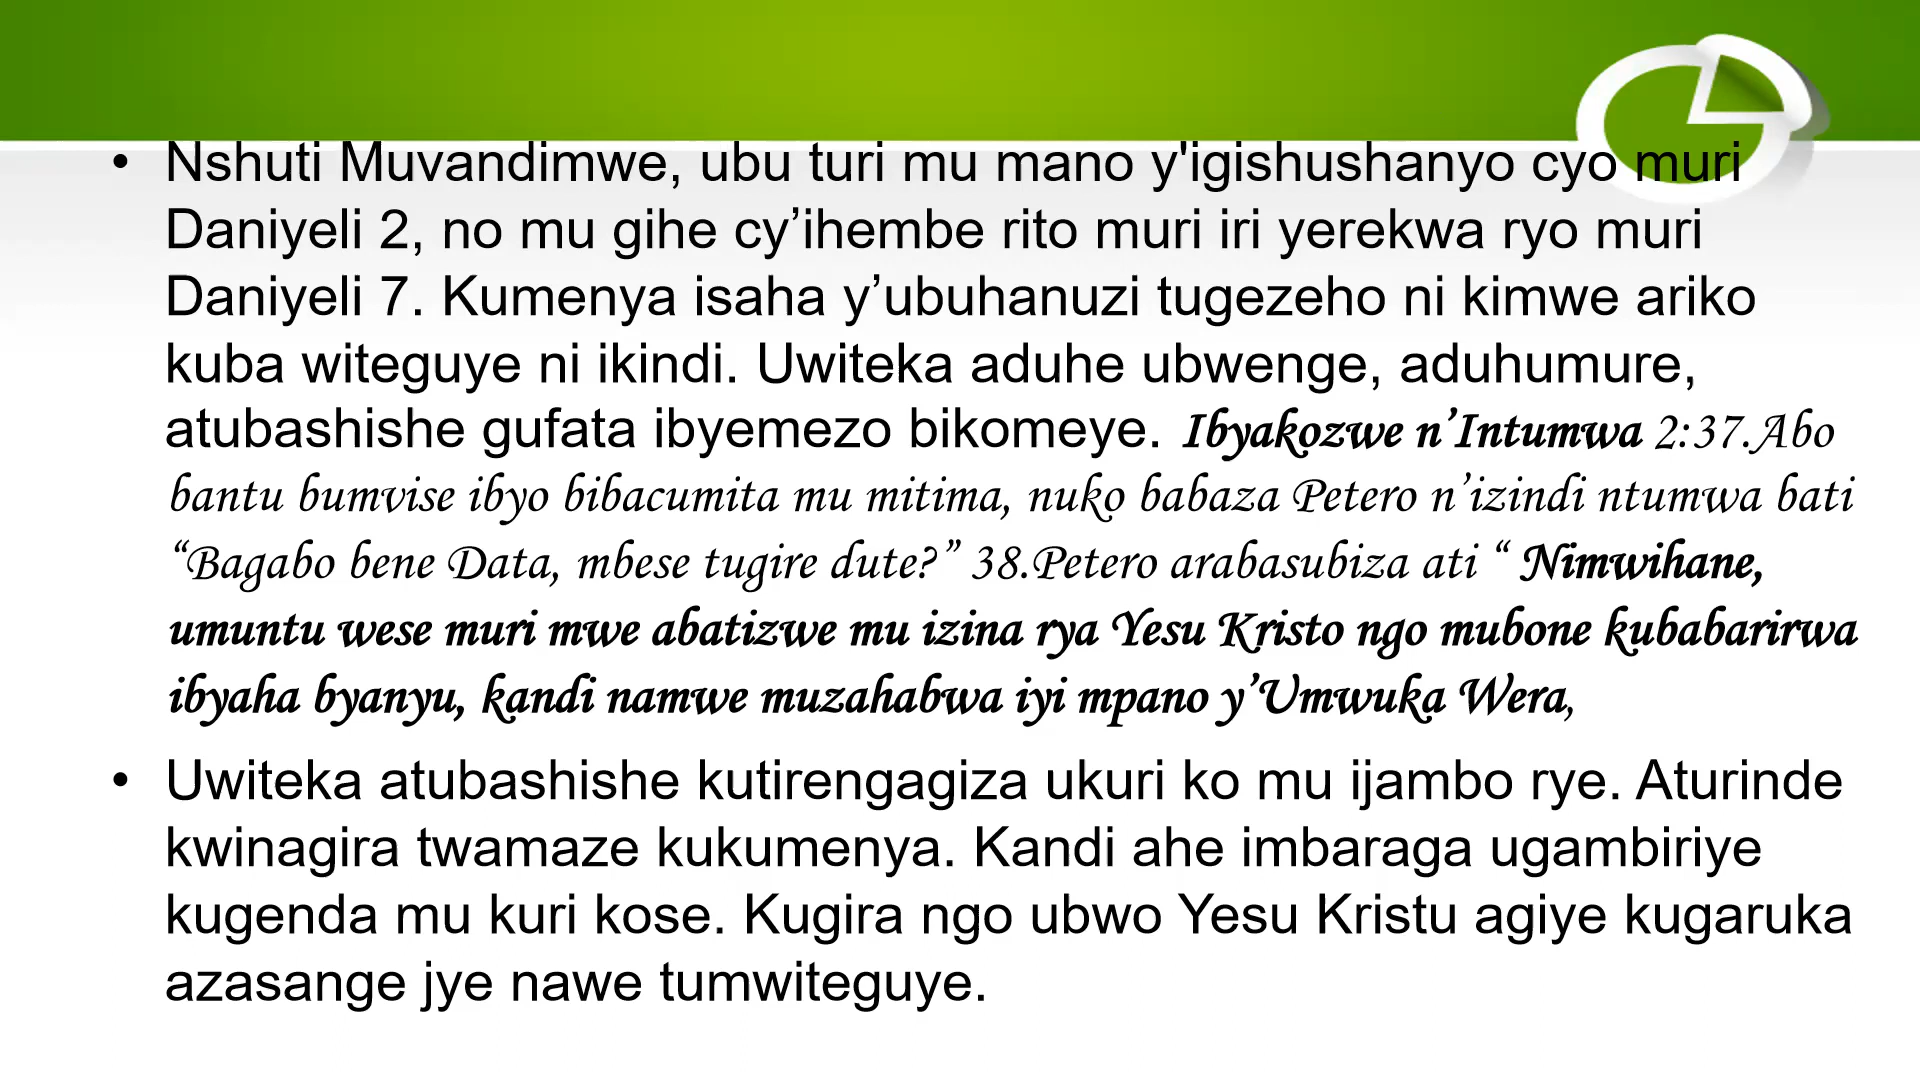 • Nshuti Muvandimwe, ubu turi mu mano y'igishushanyo cyo muri
Daniyeli 2, no mu gihe cy’ihembe rito muri iri yerekwa ryo muri
Daniyeli 7. Kumenya isaha y’ubuhanuzi tugezeho ni kimwe ariko
kuba witeguye ni ikindi. Uwiteka aduhe ubwenge, aduhumure,
atubashishe gufata ibyemezo bikomeye. Ibyakozwe n’Intumwa 2:37.Abo
bantu bumvise ibyo bibacumita mu mitima, nuko babaza Petero n’izindi ntumwa bati
“Bagabo bene Data, mbese tugire dute?” 38.Petero arabasubiza ati “ Nimwihane,
umuntu wese muri mwe abatizwe mu izina rya Yesu Kristo ngo mubone kubabarirwa
ibyaha byanyu, kandi namwe muzahabwa iyi mpano y’Umwuka Wera,
• Uwiteka atubashishe kutirengagiza ukuri ko mu ijambo rye. Aturinde
kwinagira twamaze kukumenya. Kandi ahe imbaraga ugambiriye
kugenda mu kuri kose. Kugira ngo ubwo Yesu Kristu agiye kugaruka
azasange jye nawe tumwiteguye.